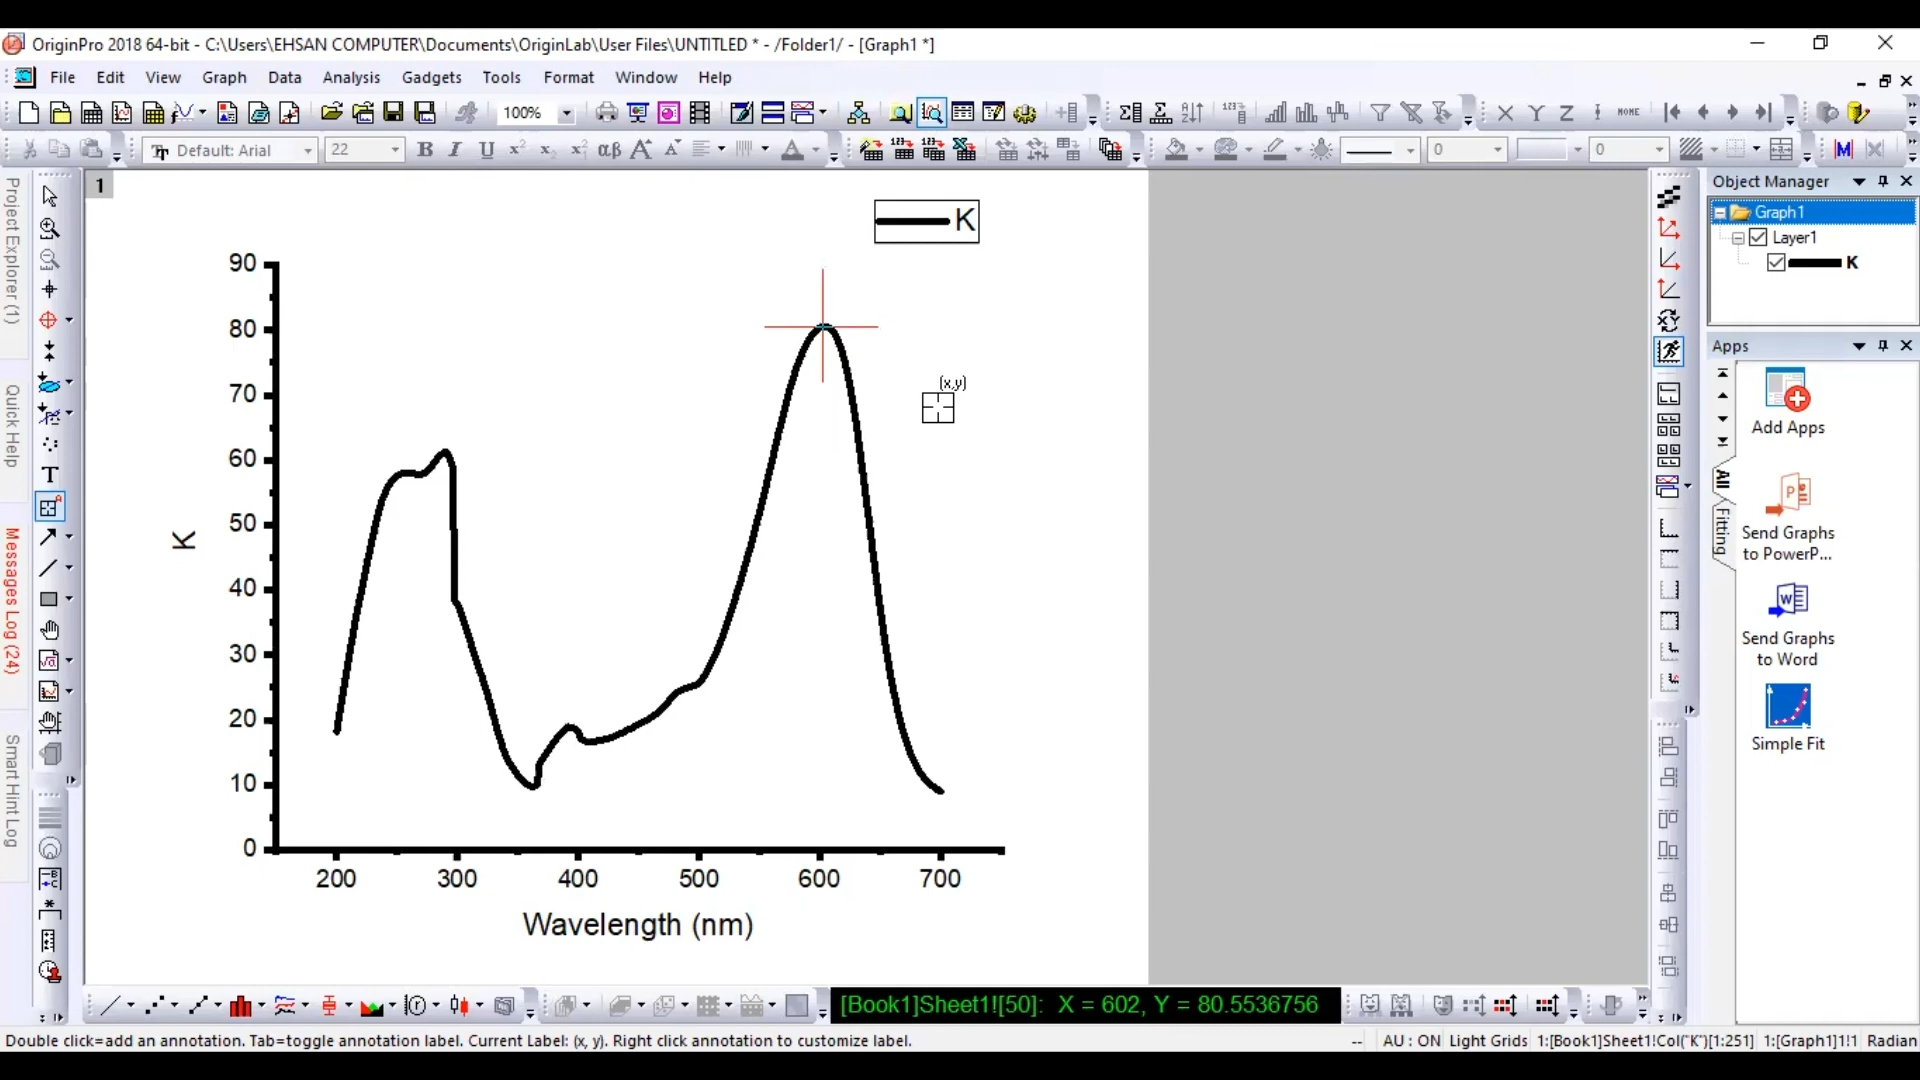 OriginPro 2018 64-bit - C:\Users\EHSAN COMPUTER\Documents\OriginLab\User Files\UNTITLED * - /Folder1/ - [Graph1 *]
File Edit View Graph Data Analysis Gadgets Tools Format Window Help
100%
X Y Z HOME
Default: Arial 22 B I U αβ A A A 0 0 M
Project Explorer (1)
Quick Help
Messages Log (24)
Smart Hint Log
T
1
K
90
80
70
60
50
40
30
20
10
0
K
(x,y)
200 300 400 500 600 700
Wavelength (nm)
Object Manager
Graph1
Layer1
K
Apps
All
Fitting
Add Apps
Send Graphs
to PowerP...
Send Graphs
to Word
Simple Fit
[Book1]Sheet1![50]: X = 602, Y = 80.5536756
Double click=add an annotation. Tab=toggle annotation label. Current Label: (x, y). Right click annotation to customize label.
-- AU : ON Light Grids 1:[Book1]Sheet1!Col("K")[1:251] 1:[Graph1]1!1 Radian